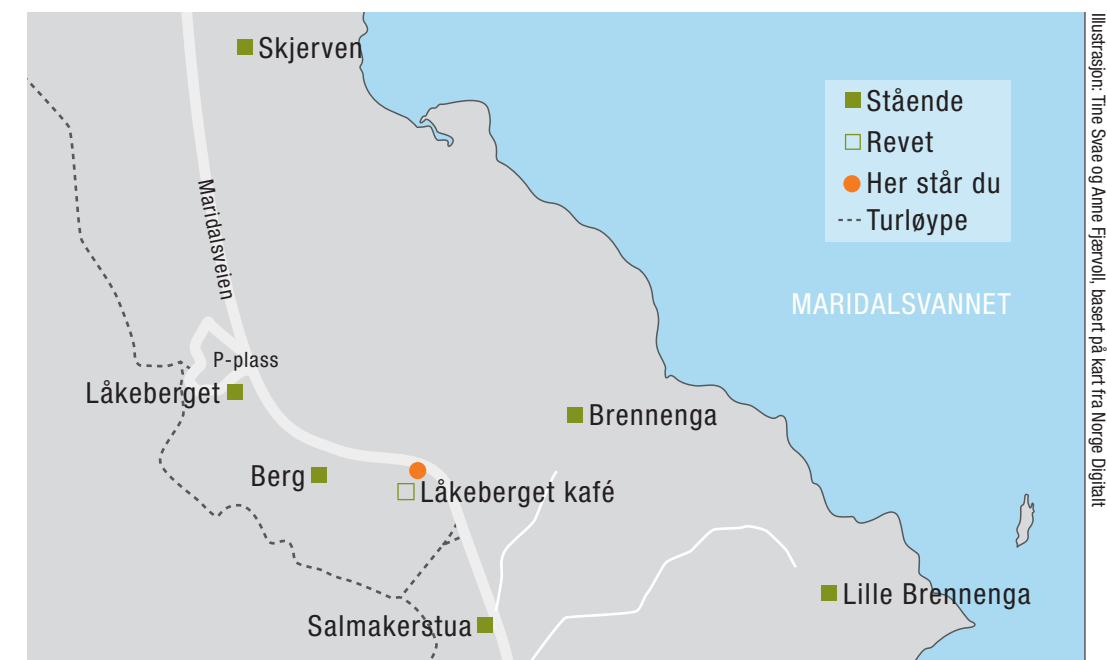 Skjerven
Stående
Revet
Her står du
Turløype
Maridalsveien
MARIDALSVANNET
P-plass
Låkeberget
Brennenga
Berg
Låkeberget kafé
Lille Brennenga
Salmakerstua
Illustrasjon: Tine Svae og Anne Fjærvoll, basert på kart fra Norge Digitalt